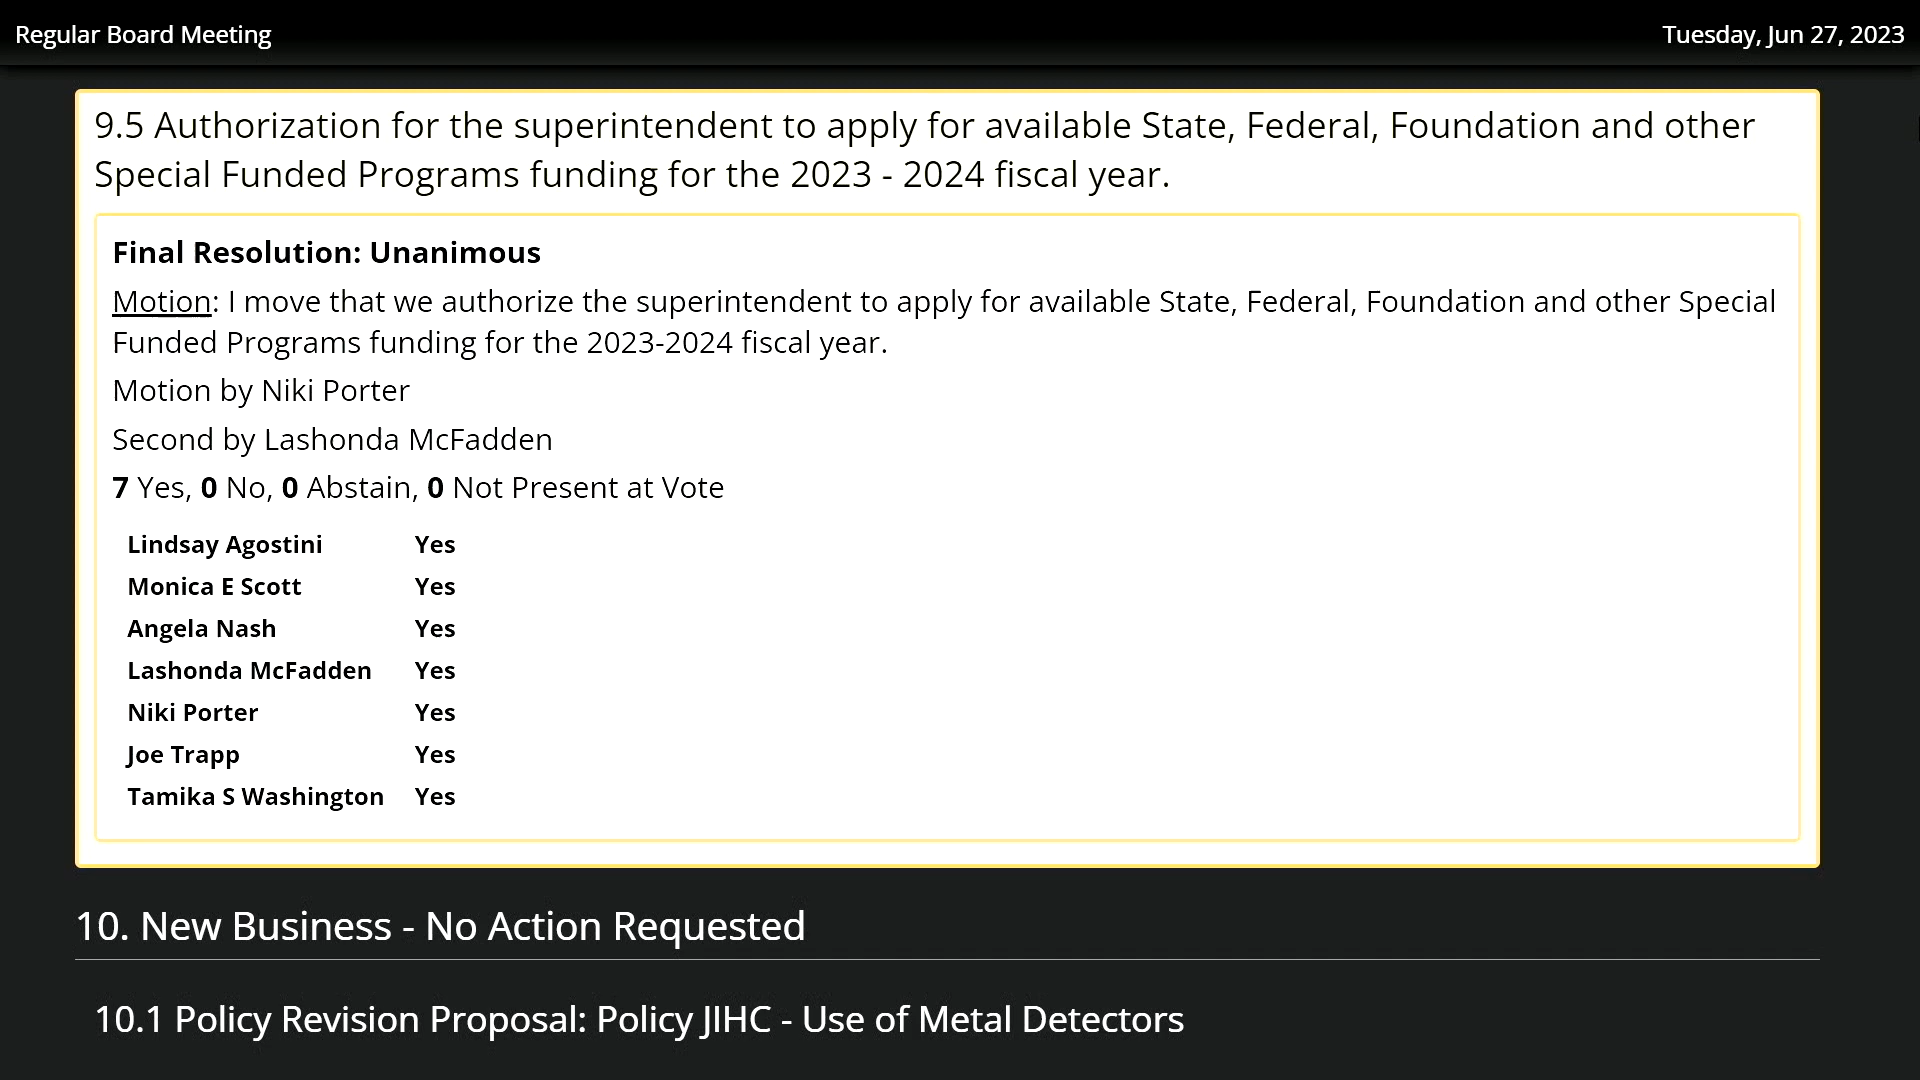 Regular Board Meeting
Tuesday, Jun 27, 2023
9.5 Authorization for the superintendent to apply for available State, Federal, Foundation and other
Special Funded Programs funding for the 2023 - 2024 fiscal year.
Final Resolution: Unanimous
Motion: I move that we authorize the superintendent to apply for available State, Federal, Foundation and other Special
Funded Programs funding for the 2023-2024 fiscal year.
Motion by Niki Porter
Second by Lashonda McFadden
7 Yes, 0 No, 0 Abstain, 0 Not Present at Vote
Lindsay Agostini Yes
Monica E Scott Yes
Angela Nash Yes
Lashonda McFadden Yes
Niki Porter Yes
Joe Trapp Yes
Tamika S Washington Yes
10. New Business - No Action Requested
10.1 Policy Revision Proposal: Policy JIHC - Use of Metal Detectors